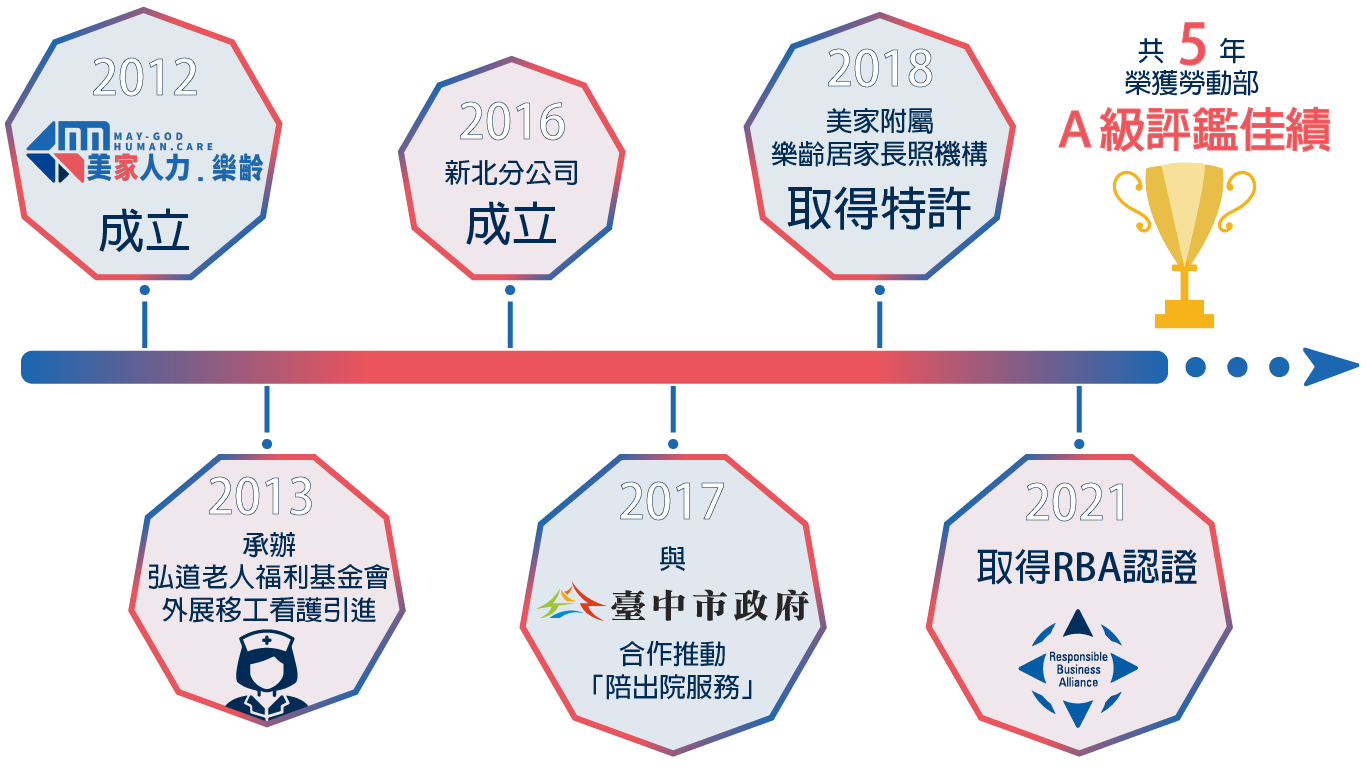 2012
MAY-GOD
HUMAN.CARE
美家人力．樂齡
成立
2013
承辦
弘道老人福利基金會
外展移工看護引進
2016
新北分公司
成立
2017
與
臺中市政府
合作推動
「陪出院服務」
2018
美家附屬
樂齡居家長照機構
取得特許
2021
取得RBA認證
Responsible
Business
Alliance
共 5 年
榮獲勞動部
A級評鑑佳績